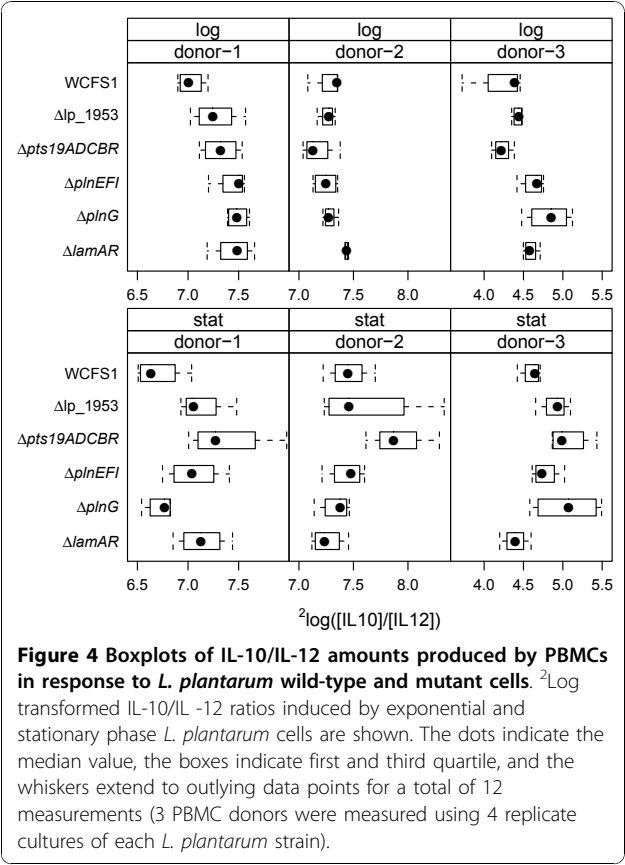 log log log
donor−1 donor−2 donor−3
WCFS1
Δlp_1953
Δpts19ADCBR
ΔplnEFI
ΔplnG
ΔlamAR
6.5 7.0 7.5 7.0 7.5 8.0 4.0 4.5 5.0 5.5
stat stat stat
donor−1 donor−2 donor−3
WCFS1
Δlp_1953
Δpts19ADCBR
ΔplnEFI
ΔplnG
ΔlamAR
6.5 7.0 7.5 7.0 7.5 8.0 4.0 4.5 5.0 5.5
²log([IL10]/[IL12])
Figure 4 Boxplots of IL-10/IL-12 amounts produced by PBMCs
in response to L. plantarum wild-type and mutant cells. ²Log
transformed IL-10/IL -12 ratios induced by exponential and
stationary phase L. plantarum cells are shown. The dots indicate the
median value, the boxes indicate first and third quartile, and the
whiskers extend to outlying data points for a total of 12
measurements (3 PBMC donors were measured using 4 replicate
cultures of each L. plantarum strain).